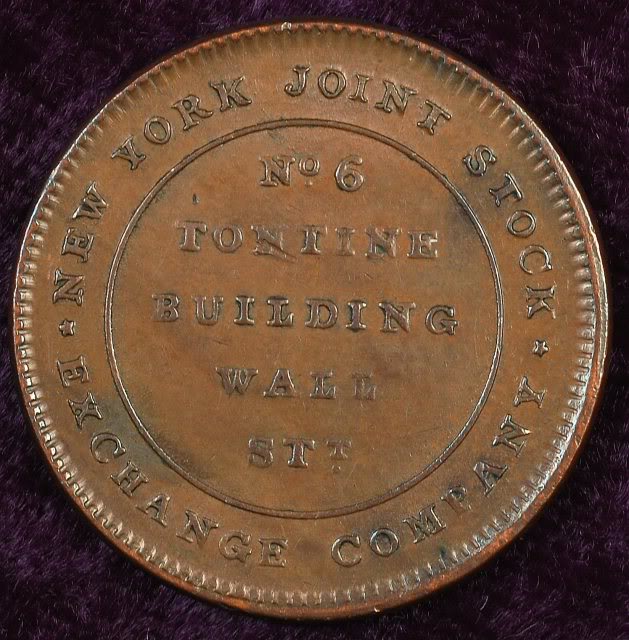 NEW YORK JOINT STOCK
EXCHANGE COMPANY
No 6
TONTINE
BUILDING
WALL
STT